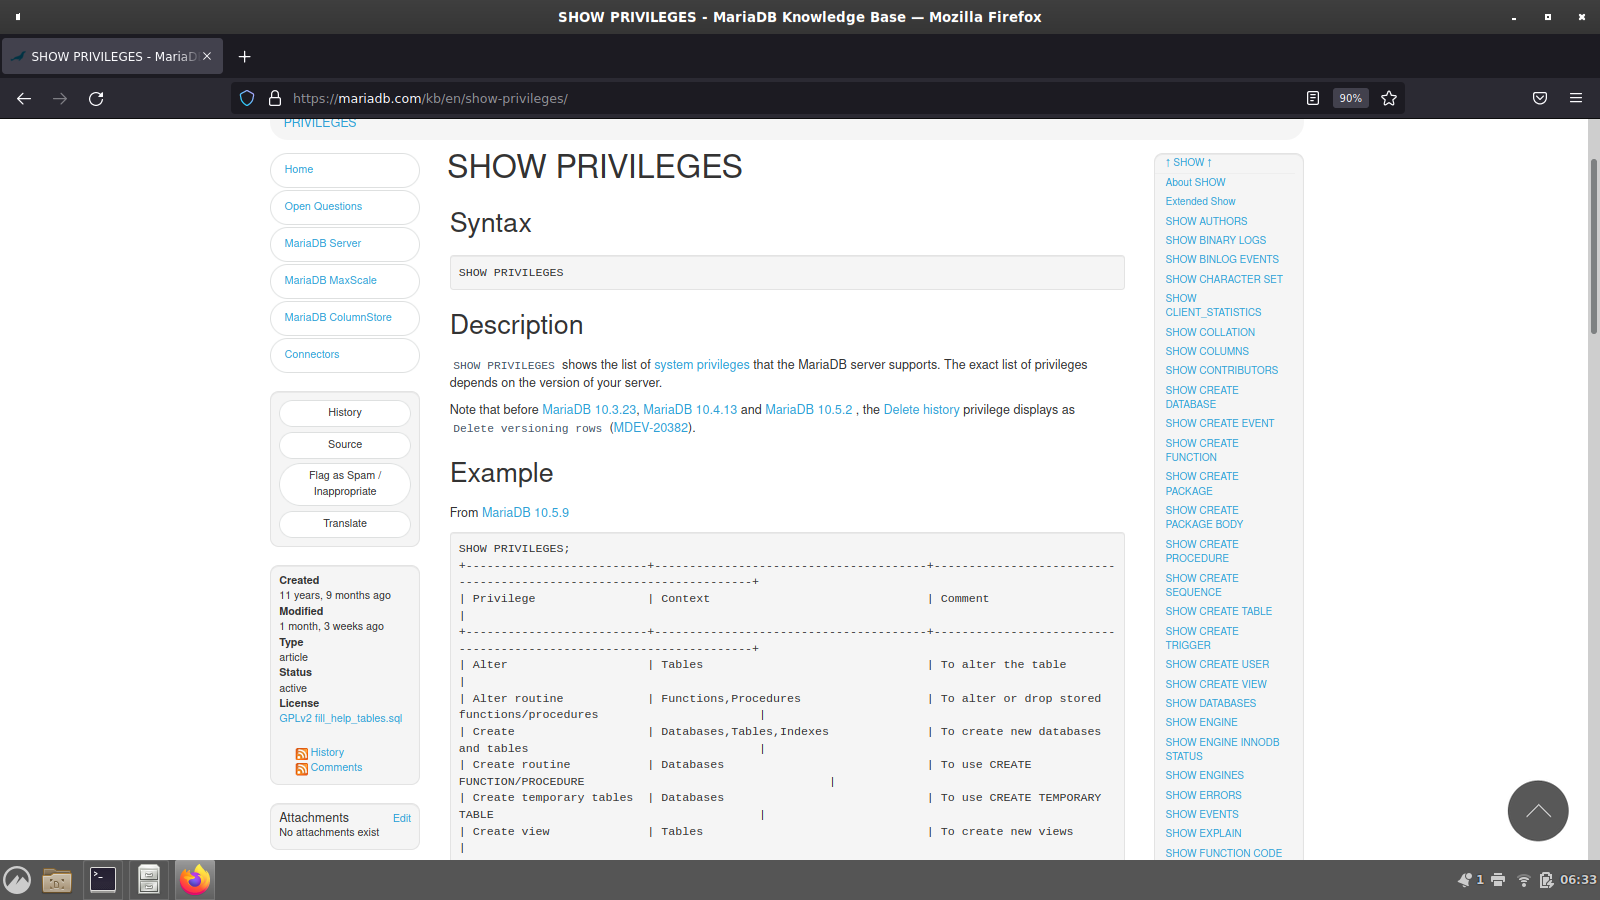 SHOW PRIVILEGES - MariaDB Knowledge Base — Mozilla Firefox
SHOW PRIVILEGES - MariaD
https://mariadb.com/kb/en/show-privileges/
90%
PRIVILEGES
Home
Open Questions
MariaDB Server
MariaDB MaxScale
MariaDB ColumnStore
Connectors
History
Source
Flag as Spam /
Inappropriate
Translate
Created
11 years, 9 months ago
Modified
1 month, 3 weeks ago
Type
article
Status
active
License
GPLv2 fill_help_tables.sql
History
Comments
Attachments Edit
No attachments exist
SHOW PRIVILEGES
Syntax
SHOW PRIVILEGES
Description
SHOW PRIVILEGES shows the list of system privileges that the MariaDB server supports. The exact list of privileges
depends on the version of your server.
Note that before MariaDB 10.3.23, MariaDB 10.4.13 and MariaDB 10.5.2 , the Delete history privilege displays as
Delete versioning rows (MDEV-20382).
Example
From MariaDB 10.5.9
SHOW PRIVILEGES;
+--------------------------+---------------------------------------+--------------------------
------------------------------------------+
| Privilege | Context | Comment
|
+--------------------------+---------------------------------------+--------------------------
------------------------------------------+
| Alter | Tables | To alter the table
|
| Alter routine | Functions,Procedures | To alter or drop stored
functions/procedures |
| Create | Databases,Tables,Indexes | To create new databases
and tables |
| Create routine | Databases | To use CREATE
FUNCTION/PROCEDURE |
| Create temporary tables | Databases | To use CREATE TEMPORARY
TABLE |
| Create view | Tables | To create new views
|
↑ SHOW ↑
About SHOW
Extended Show
SHOW AUTHORS
SHOW BINARY LOGS
SHOW BINLOG EVENTS
SHOW CHARACTER SET
SHOW
CLIENT_STATISTICS
SHOW COLLATION
SHOW COLUMNS
SHOW CONTRIBUTORS
SHOW CREATE
DATABASE
SHOW CREATE EVENT
SHOW CREATE
FUNCTION
SHOW CREATE
PACKAGE
SHOW CREATE
PACKAGE BODY
SHOW CREATE
PROCEDURE
SHOW CREATE
SEQUENCE
SHOW CREATE TABLE
SHOW CREATE
TRIGGER
SHOW CREATE USER
SHOW CREATE VIEW
SHOW DATABASES
SHOW ENGINE
SHOW ENGINE INNODB
STATUS
SHOW ENGINES
SHOW ERRORS
SHOW EVENTS
SHOW EXPLAIN
SHOW FUNCTION CODE
1
06:33